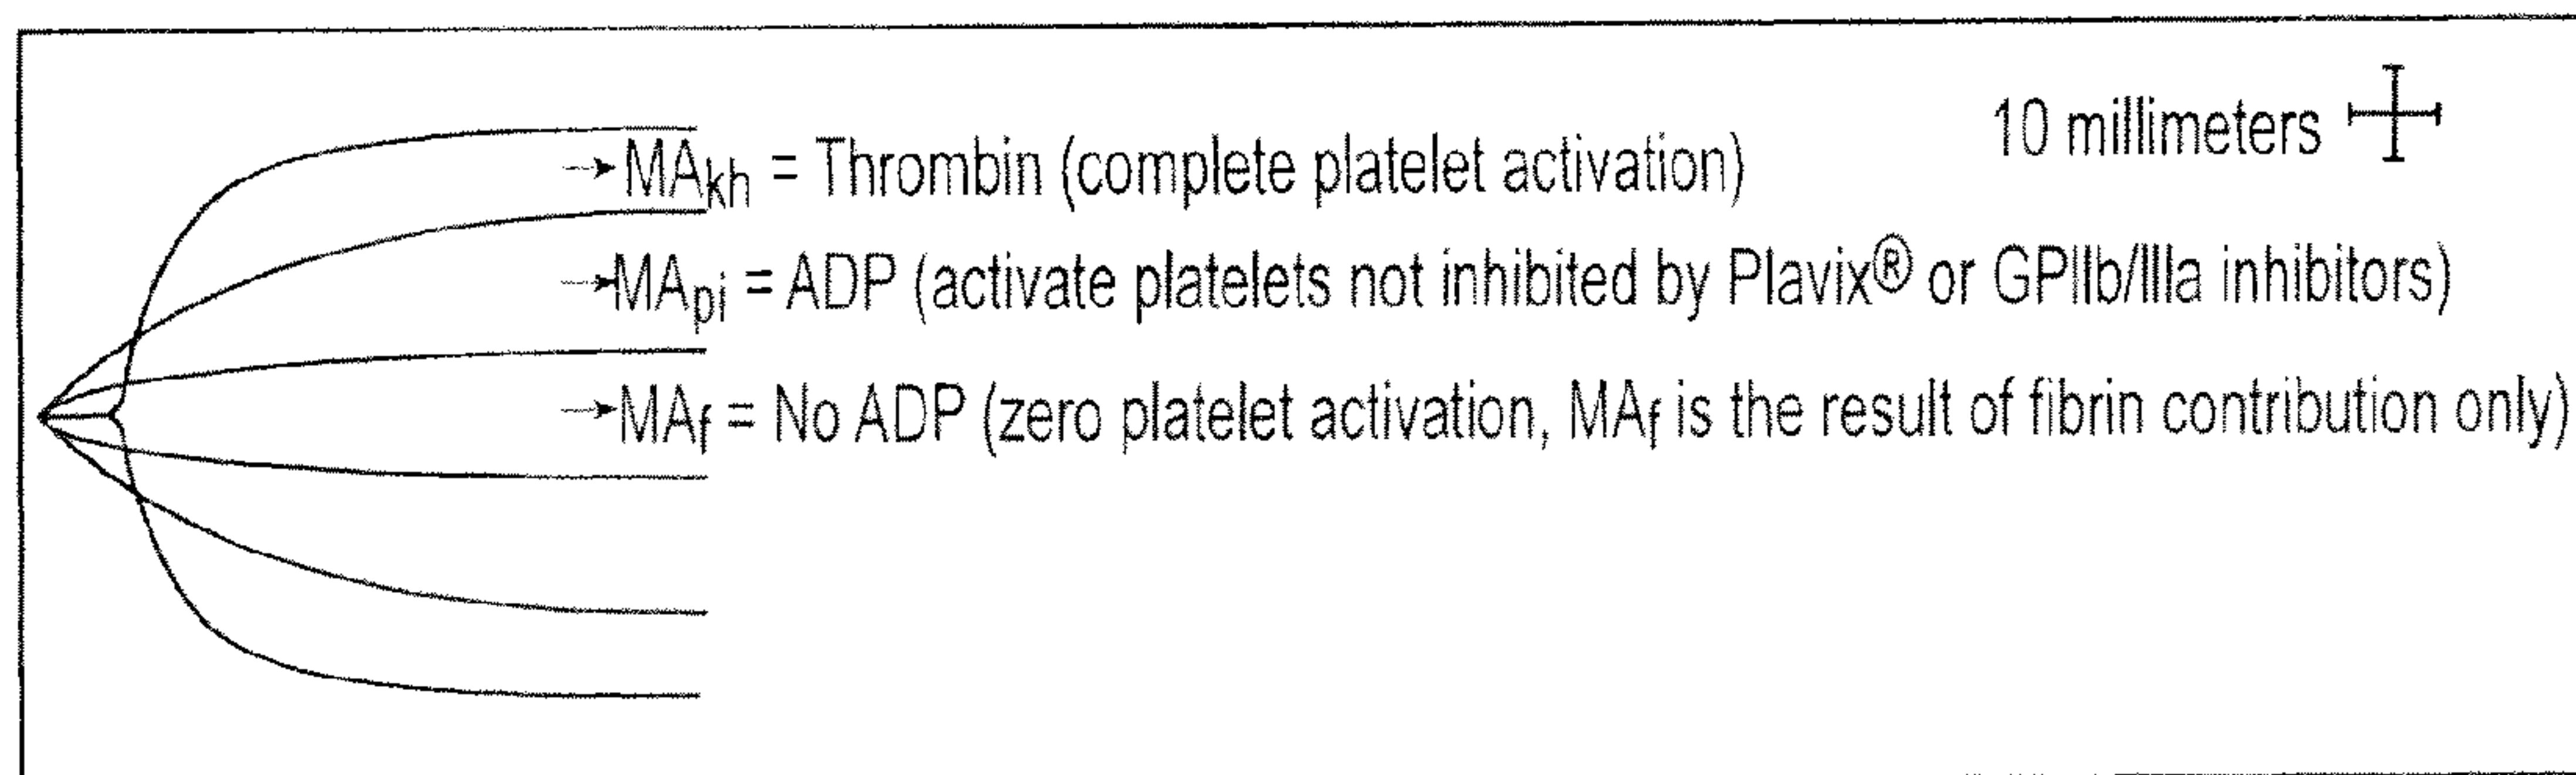 10 millimeters
→MAkh = Thrombin (complete platelet activation)
→MApi = ADP (activate platelets not inhibited by Plavix® or GPIIb/IIIa inhibitors)
→MAf = No ADP (zero platelet activation, MAf is the result of fibrin contribution only)